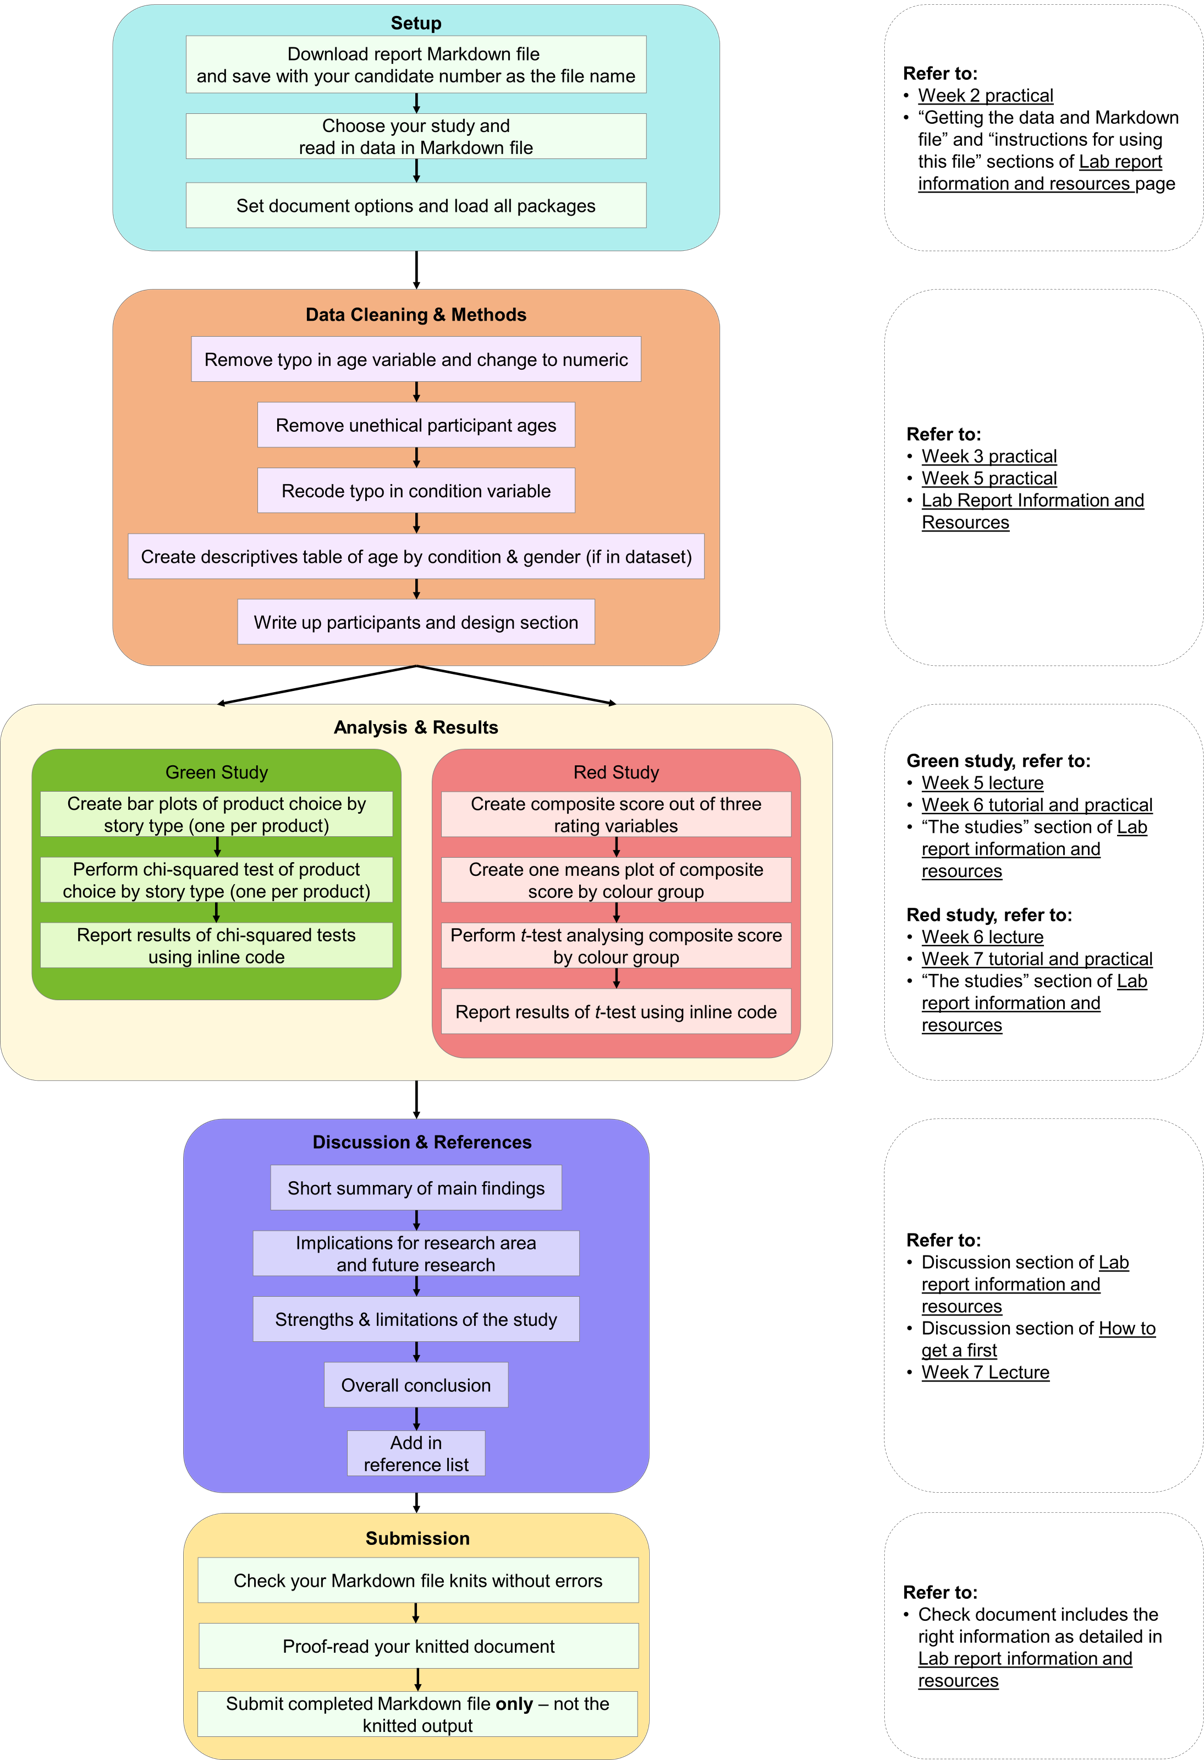 Setup
Download report Markdown file
and save with your candidate number as the file name
Choose your study and
read in data in Markdown file
Set document options and load all packages
Refer to:
• Week 2 practical
• “Getting the data and Markdown
file” and “instructions for using
this file” sections of Lab report
information and resources page
Data Cleaning & Methods
Remove typo in age variable and change to numeric
Remove unethical participant ages
Recode typo in condition variable
Create descriptives table of age by condition & gender (if in dataset)
Write up participants and design section
Refer to:
• Week 3 practical
• Week 5 practical
• Lab Report Information and
Resources
Analysis & Results
Green Study
Create bar plots of product choice by
story type (one per product)
Perform chi-squared test of product
choice by story type (one per product)
Report results of chi-squared tests
using inline code
Red Study
Create composite score out of three
rating variables
Create one means plot of composite
score by colour group
Perform t-test analysing composite score
by colour group
Report results of t-test using inline code
Green study, refer to:
• Week 5 lecture
• Week 6 tutorial and practical
• “The studies” section of Lab
report information and
resources
Red study, refer to:
• Week 6 lecture
• Week 7 tutorial and practical
• “The studies” section of Lab
report information and
resources
Discussion & References
Short summary of main findings
Implications for research area
and future research
Strengths & limitations of the study
Overall conclusion
Add in
reference list
Refer to:
• Discussion section of Lab
report information and
resources
• Discussion section of How to
get a first
• Week 7 Lecture
Submission
Check your Markdown file knits without errors
Proof-read your knitted document
Submit completed Markdown file only – not the
knitted output
Refer to:
• Check document includes the
right information as detailed in
Lab report information and
resources